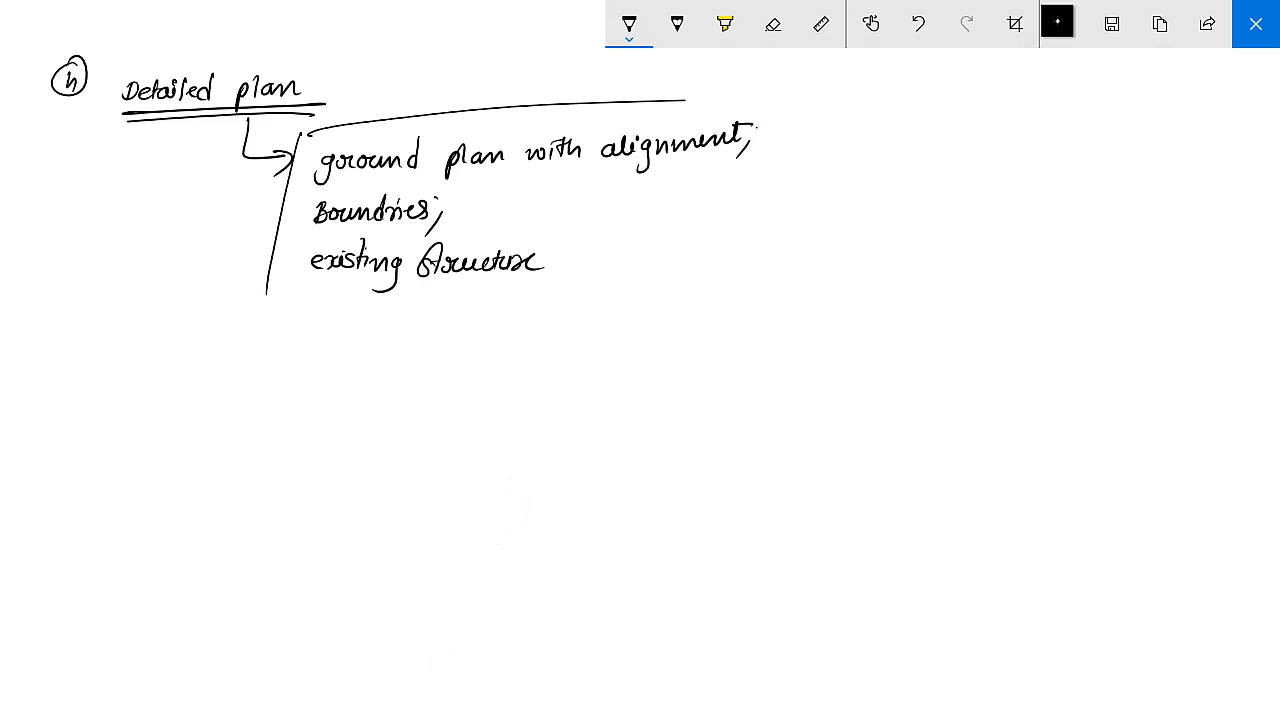 h Detailed plan
ground plan with alignment;
Boundries;
existing structure